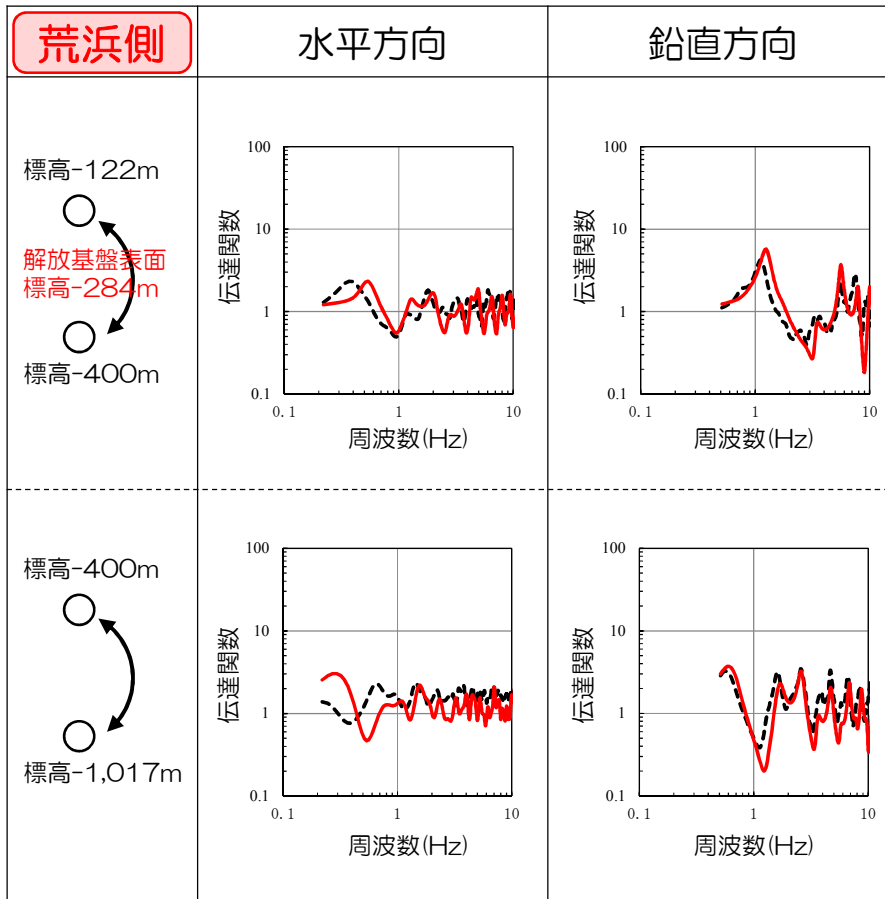 荒浜側
水平方向
鉛直方向
標高-122m
解放基盤表面
標高-284m
標高-400m
伝達関数
100
10
1
0.1
0.1
1
10
周波数(Hz)
伝達関数
100
10
1
0.1
0.1
1
10
周波数(Hz)
標高-400m
標高-1,017m
伝達関数
100
10
1
0.1
0.1
1
10
周波数(Hz)
伝達関数
100
10
1
0.1
0.1
1
10
周波数(Hz)